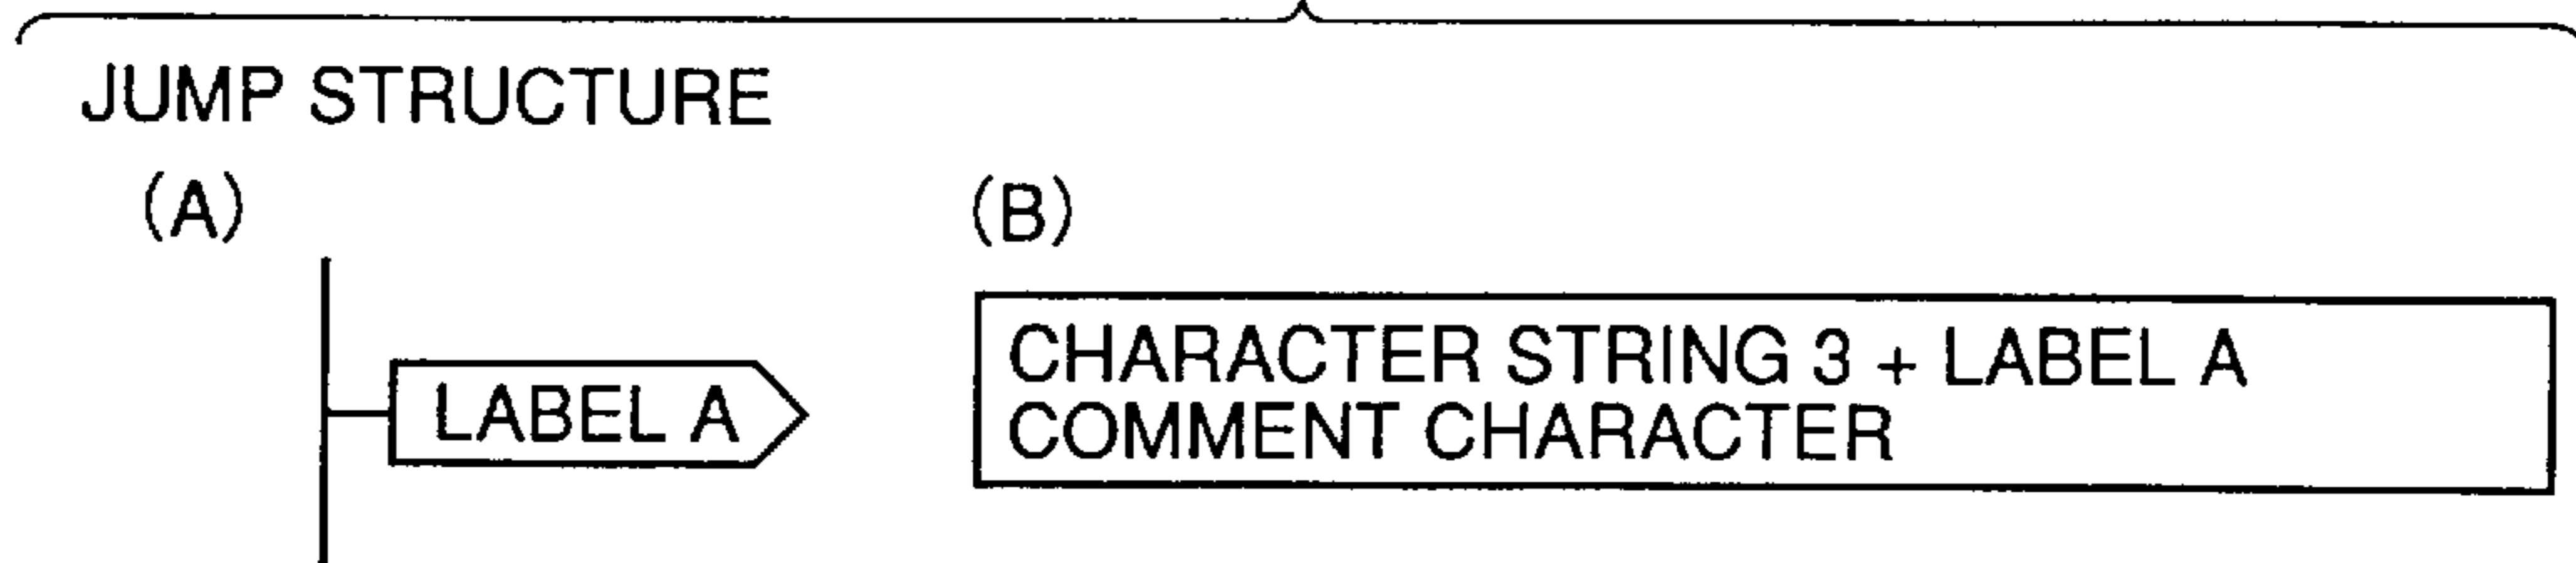 JUMP STRUCTURE
(A)
(B)
LABEL A
CHARACTER STRING 3 + LABEL A
COMMENT CHARACTER